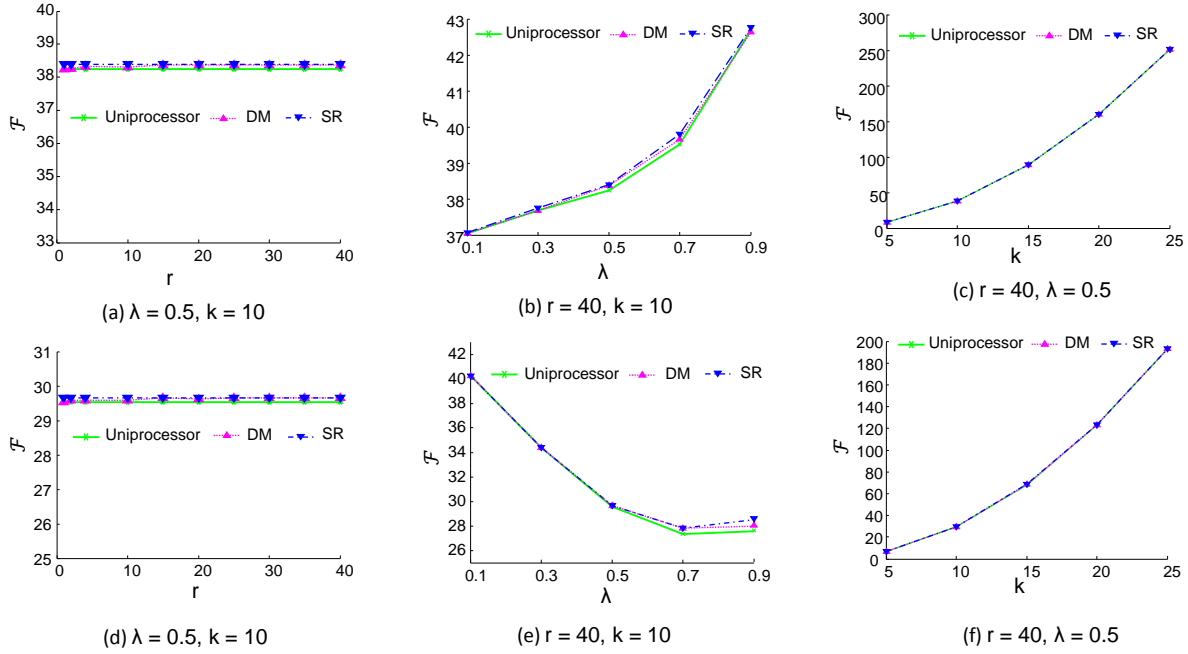 40
39
38
38
36
35
34
33
ℱ
Uniprocessor DM SR
0 10 20 30 40
r
(a) λ = 0.5, k = 10
43
42
41
40
39
38
37
ℱ
Uniprocessor DM SR
0.1 0.3 0.5 0.7 0.9
λ
(b) r = 40, k = 10
300
250
200
150
100
50
0
ℱ
Uniprocessor DM SR
5 10 15 20 25
k
(c) r = 40, λ = 0.5
31
30
29
28
27
26
25
ℱ
Uniprocessor DM SR
0 10 20 30 40
r
(d) λ = 0.5, k = 10
42
40
38
36
34
32
30
28
26
ℱ
Uniprocessor DM SR
0.1 0.3 0.5 0.7 0.9
λ
(e) r = 40, k = 10
200
180
160
140
120
100
80
60
40
20
0
ℱ
Uniprocessor DM SR
5 10 15 20 25
k
(f) r = 40, λ = 0.5